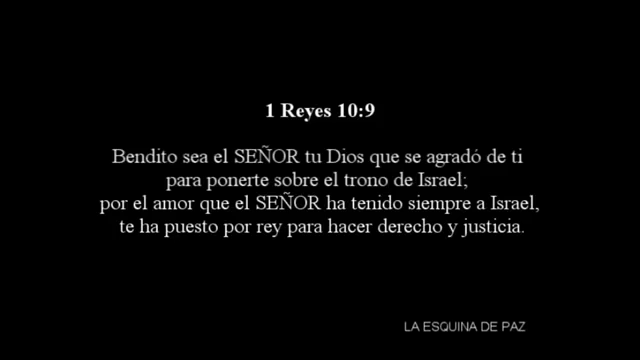 1 Reyes 10:9
Bendito sea el SEÑOR tu Dios que se agradó de ti
para ponerte sobre el trono de Israel;
por el amor que el SEÑOR ha tenido siempre a Israel,
te ha puesto por rey para hacer derecho y justicia.
LA ESQUINA DE PAZ